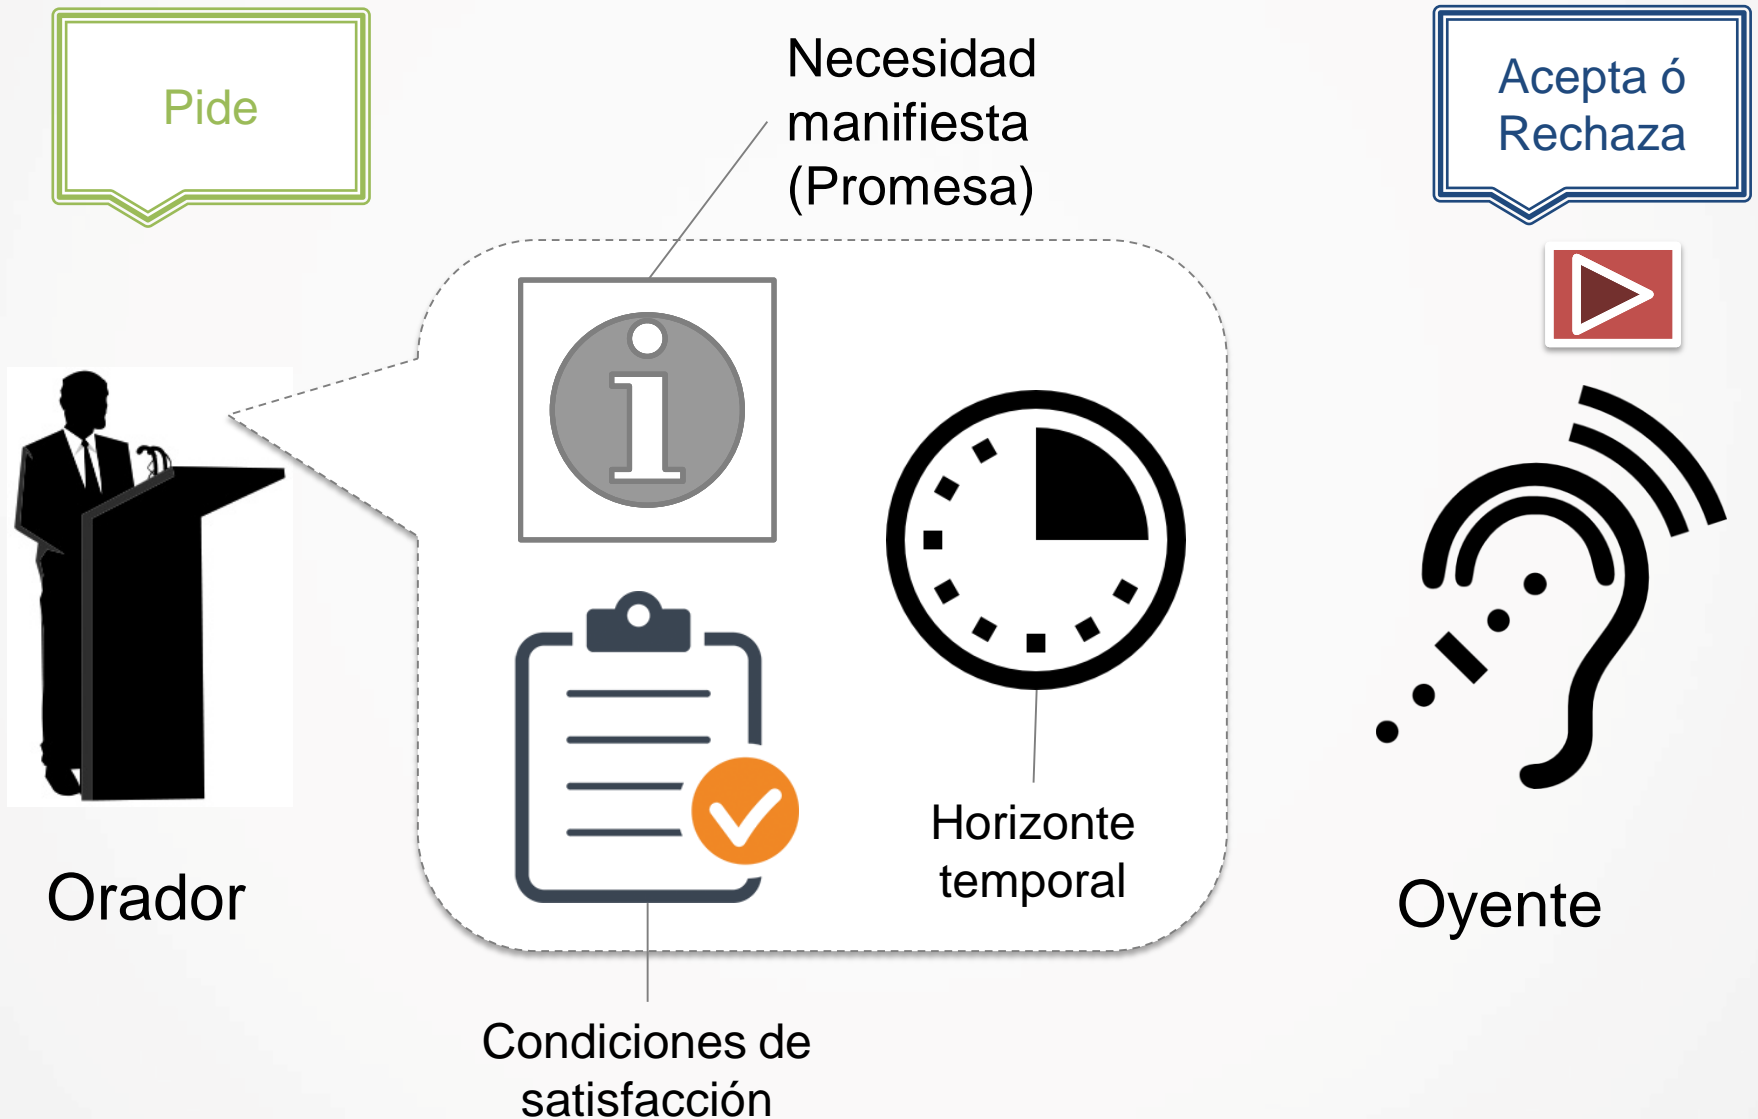 Pide
Necesidad
manifiesta
(Promesa)
Acepta ó
Rechaza
Horizonte
temporal
Orador
Oyente
Condiciones de
satisfacción